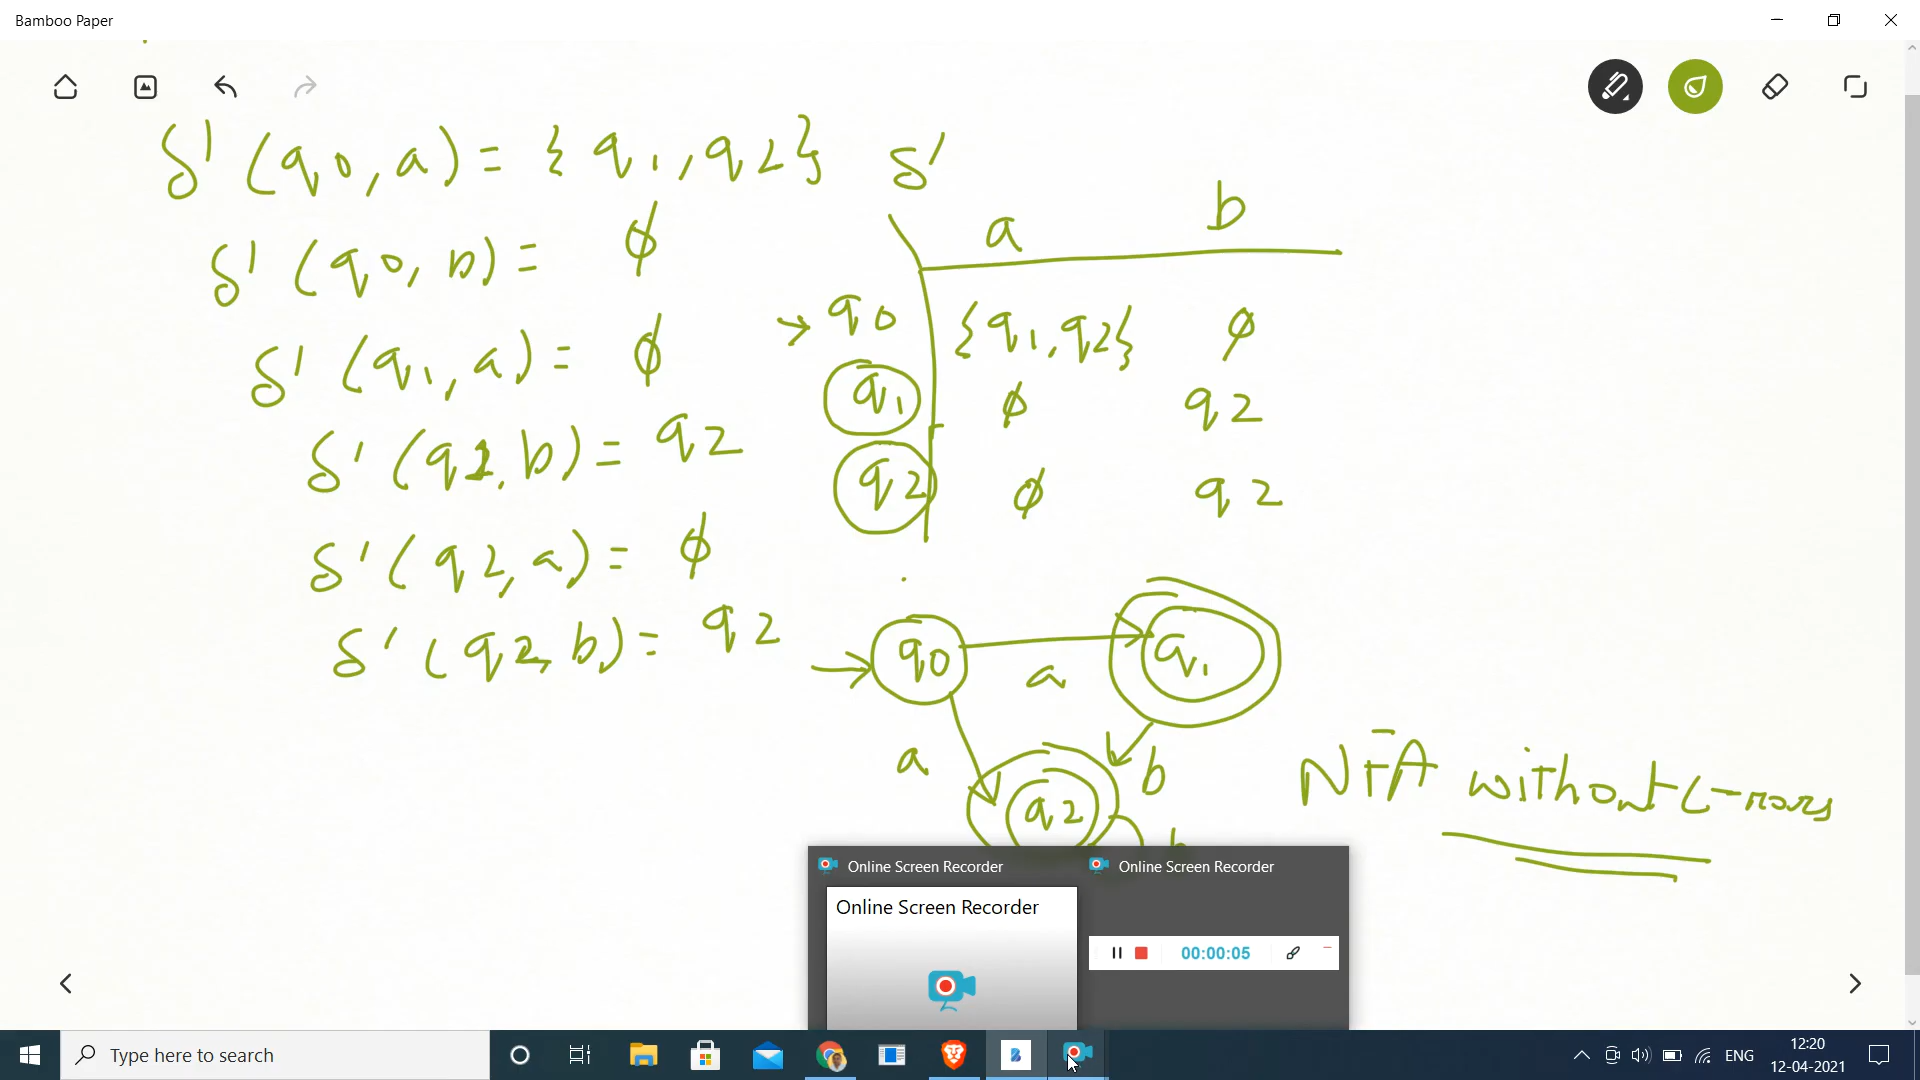 Bamboo Paper
δ' (q0, a) = {q1, q2}
δ' (q0, b) = ϕ
δ' (q1, a) = ϕ
δ' (q1, b) = q2
δ' (q2, a) = ϕ
δ' (q2, b) = q2
δ'
a b
→ q0 {q1, q2} ϕ
q1 ϕ q2
q2 ϕ q2
q0 a q1
a b
q2 b
NFA without
Online Screen Recorder
Online Screen Recorder
Online Screen Recorder
00:00:05
Type here to search
ENG
12:20
12-04-2021